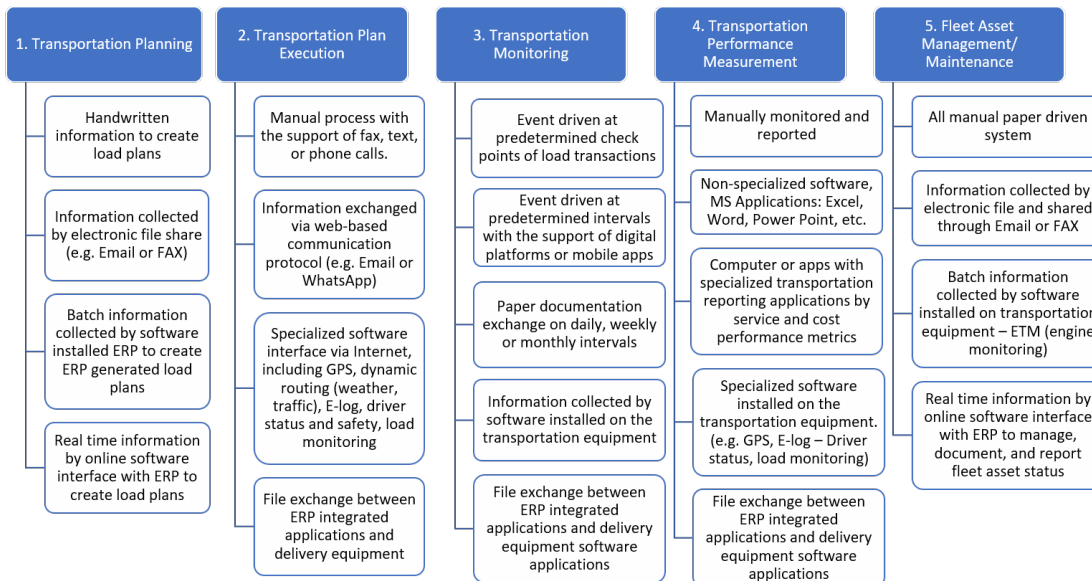 1. Transportation Planning
Handwritten
information to create
load plans
Information collected
by electronic file share
(e.g. Email or FAX)
Batch information
collected by software
installed ERP to create
ERP generated load
plans
Real time information
by online software
interface with ERP to
create load plans
2. Transportation Plan
Execution
Manual process with
the support of fax, text,
or phone calls.
Information exchanged
via web-based
communication
protocol (e.g. Email or
WhatsApp)
Specialized software
interface via Internet,
including GPS, dynamic
routing (weather,
traffic), E-log, driver
status and safety, load
monitoring
File exchange between
ERP integrated
applications and
delivery equipment
3. Transportation
Monitoring
Event driven at
predetermined check
points of load transactions
Event driven at
predetermined intervals
with the support of digital
platforms or mobile apps
Paper documentation
exchange on daily, weekly
or monthly intervals
Information collected by
software installed on the
transportation equipment
File exchange between
ERP integrated
applications and delivery
equipment software
applications
4. Transportation
Performance
Measurement
Manually monitored and
reported
Non-specialized software,
MS Applications: Excel,
Word, Power Point, etc.
Computer or apps with
specialized transportation
reporting applications by
service and cost
performance metrics
Specialized software
installed on the
transportation equipment.
(e.g. GPS, E-log – Driver
status, load monitoring)
File exchange between
ERP integrated
applications and delivery
equipment software
applications
5. Fleet Asset
Management/
Maintenance
All manual paper driven
system
Information collected by
electronic file and shared
through Email or FAX
Batch information
collected by software
installed on transportation
equipment – ETM (engine
monitoring)
Real time information by
online software interface
with ERP to manage,
document, and report
fleet asset status